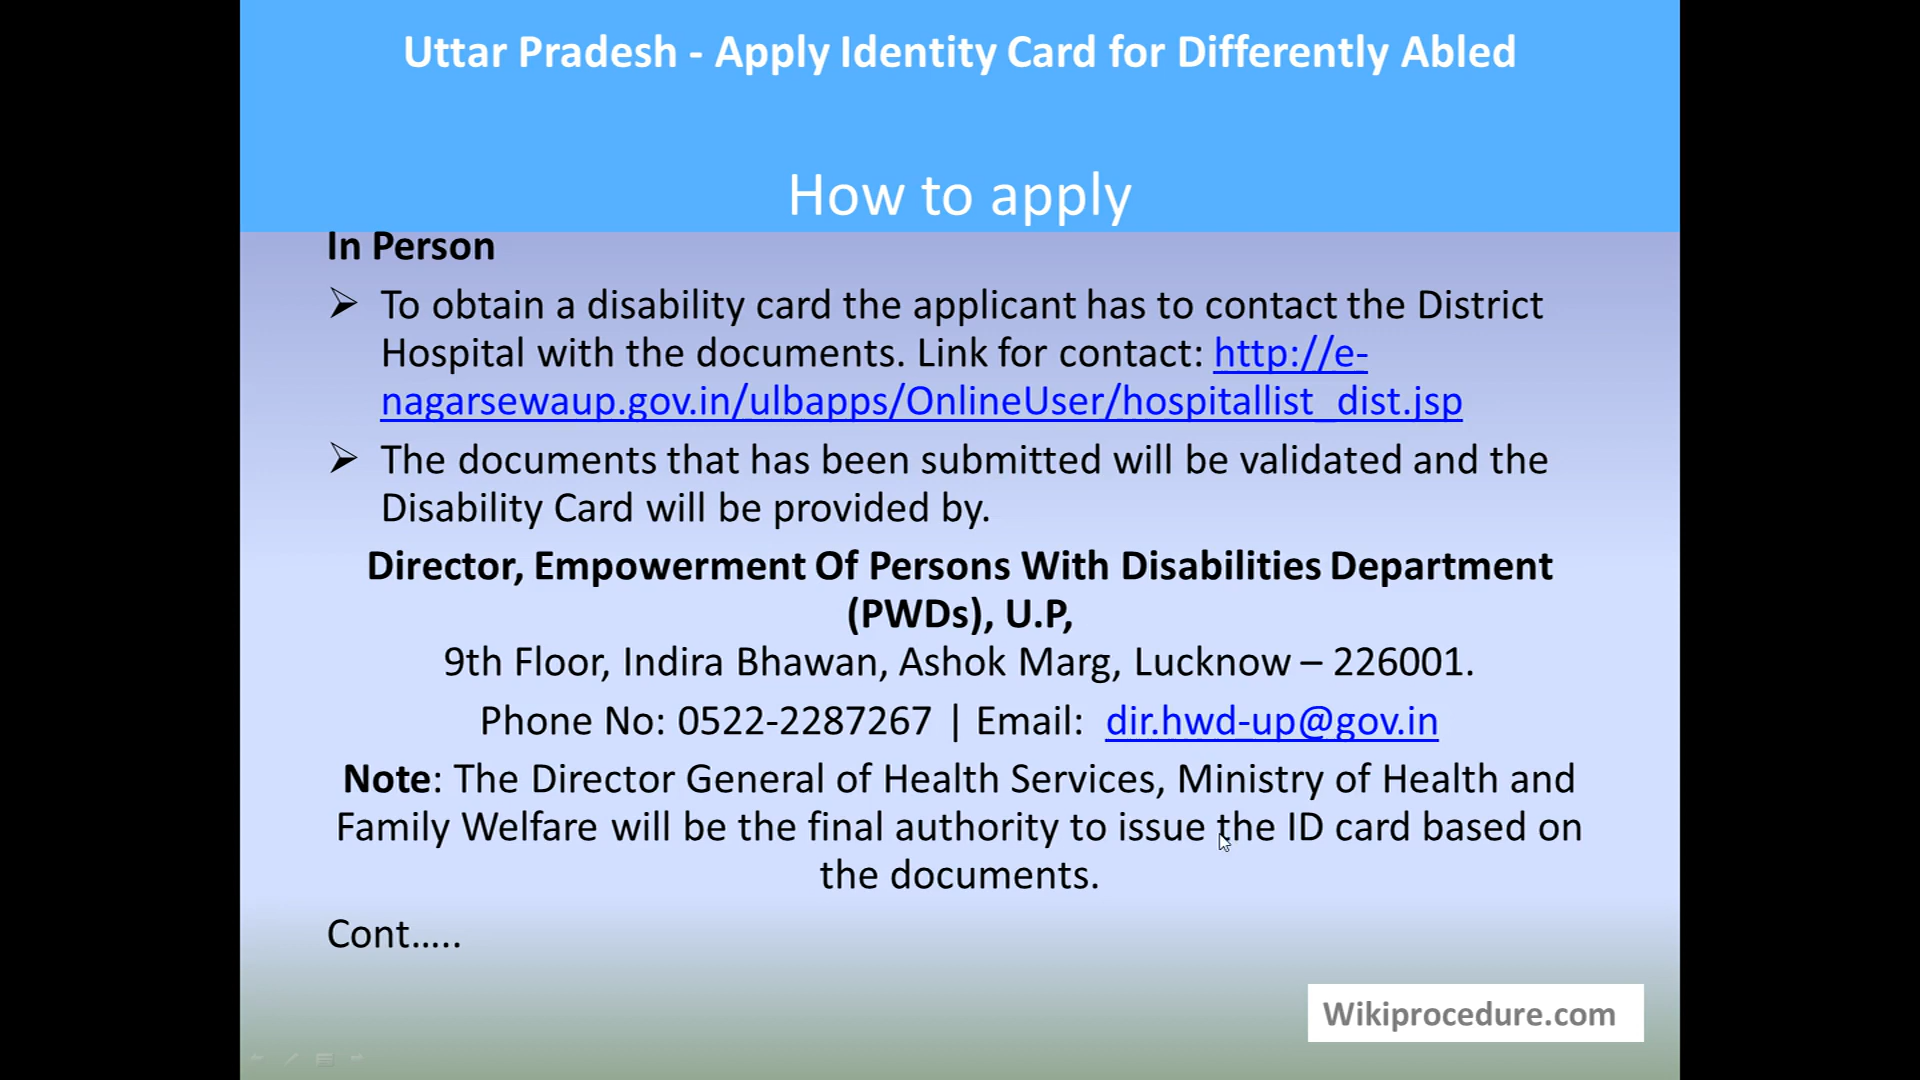 Uttar Pradesh - Apply Identity Card for Differently Abled
How to apply
In Person
➢ To obtain a disability card the applicant has to contact the District
Hospital with the documents. Link for contact: http://e-
nagarsewaup.gov.in/ulbapps/OnlineUser/hospitallist_dist.jsp
➢ The documents that has been submitted will be validated and the
Disability Card will be provided by.
Director, Empowerment Of Persons With Disabilities Department
(PWDs), U.P,
9th Floor, Indira Bhawan, Ashok Marg, Lucknow – 226001.
Phone No: 0522-2287267 | Email: dir.hwd-up@gov.in
Note: The Director General of Health Services, Ministry of Health and
Family Welfare will be the final authority to issue the ID card based on
the documents.
Cont.....
Wikiprocedure.com